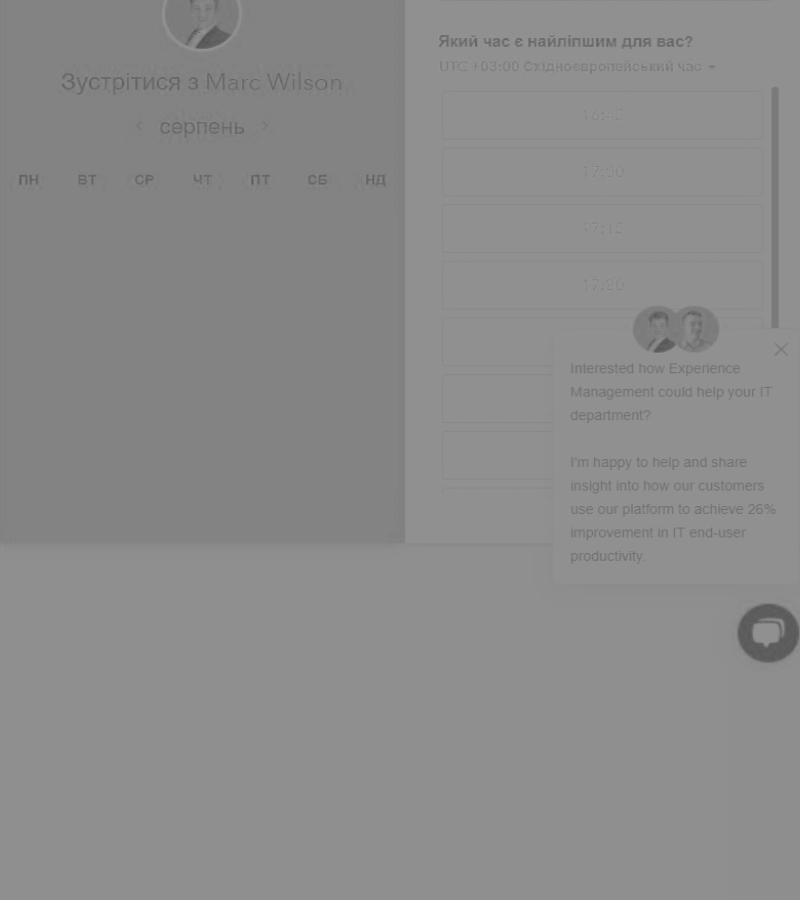 Зустрітися з Marc Wilson
серпень
ПН ВТ СР ЧТ ПТ СБ НД
Який час є найліпшим для вас?
UTC +03:00 Східноєвропейський час
16:45
17:00
17:15
17:30
Interested how Experience
Management could help your IT
department?
I'm happy to help and share
insight into how our customers
use our platform to achieve 26%
improvement in IT end-user
productivity.